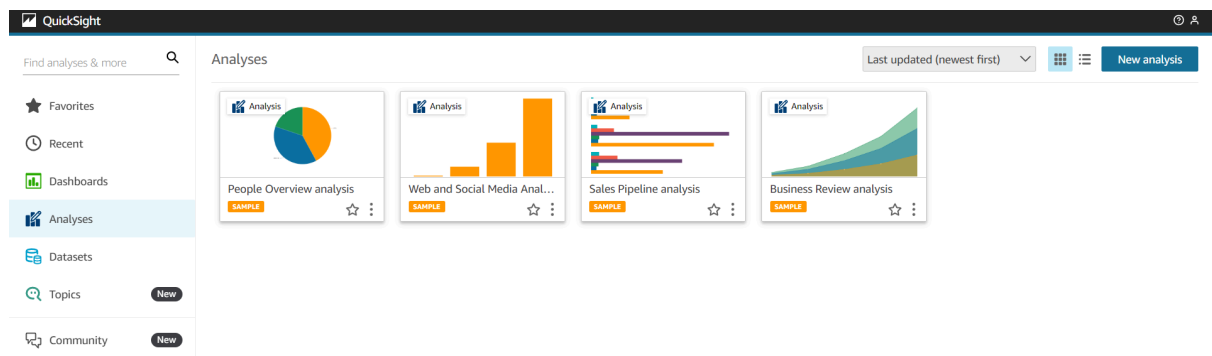 QuickSight
Find analyses & more
Favorites
Recent
Dashboards
Analyses
Datasets
Topics New
Community New
Analyses
Last updated (newest first)
New analysis
Analysis
People Overview analysis
SAMPLE
Analysis
Web and Social Media Anal...
SAMPLE
Analysis
Sales Pipeline analysis
SAMPLE
Analysis
Business Review analysis
SAMPLE